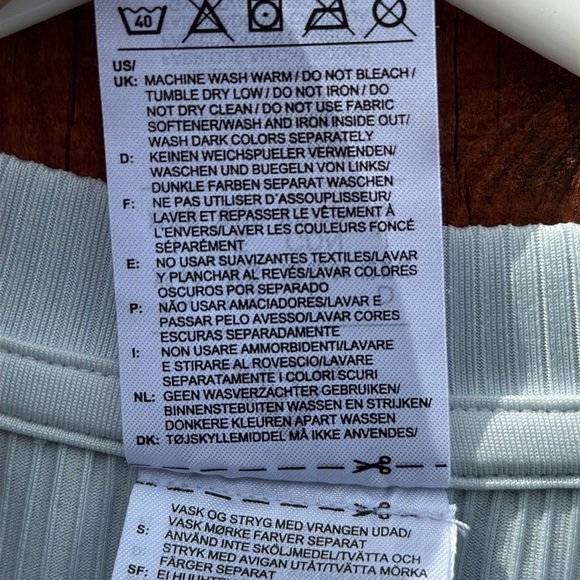 40
US/
UK: MACHINE WASH WARM / DO NOT BLEACH /
TUMBLE DRY LOW / DO NOT IRON / DO
NOT DRY CLEAN / DO NOT USE FABRIC
SOFTENER/WASH AND IRON INSIDE OUT/
WASH DARK COLORS SEPARATELY
D: KEINEN WEICHSPUELER VERWENDEN/
WASCHEN UND BUEGELN VON LINKS/
DUNKLE FARBEN SEPARAT WASCHEN
F: NE PAS UTILISER D'ASSOUPLISSEUR/
LAVER ET REPASSER LE VÊTEMENT À
L'ENVERS/LAVER LES COULEURS FONCÉ
SÉPARÉMENT
E: NO USAR SUAVIZANTES TEXTILES/LAVAR
Y PLANCHAR AL REVÉS/LAVAR COLORES
OSCUROS POR SEPARADO
P: NÃO USAR AMACIADORES/LAVAR E
PASSAR PELO AVESSO/LAVAR CORES
ESCURAS SEPARADAMENTE
I: NON USARE AMMORBIDENTI/LAVARE
E STIRARE AL ROVESCIO/LAVARE
SEPARATAMENTE I COLORI SCURI
NL: GEEN WASVERZACHTER GEBRUIKEN/
BINNENSTEBUITEN WASSEN EN STRIJKEN/
DONKERE KLEUREN APART WASSEN
DK: TØJSKYLLEMIDDEL MÅ IKKE ANVENDES/
VASK OG STRYG MED VRANGEN UDAD/
VASK MØRKE FARVER SEPARAT
S: ANVÄND INTE SKÖLJMEDEL/TVÄTTA OCH
STRYK MED AVIGAN UTÅT/TVÄTTA MÖRKA
FÄRGER SEPARAT
SF: EI